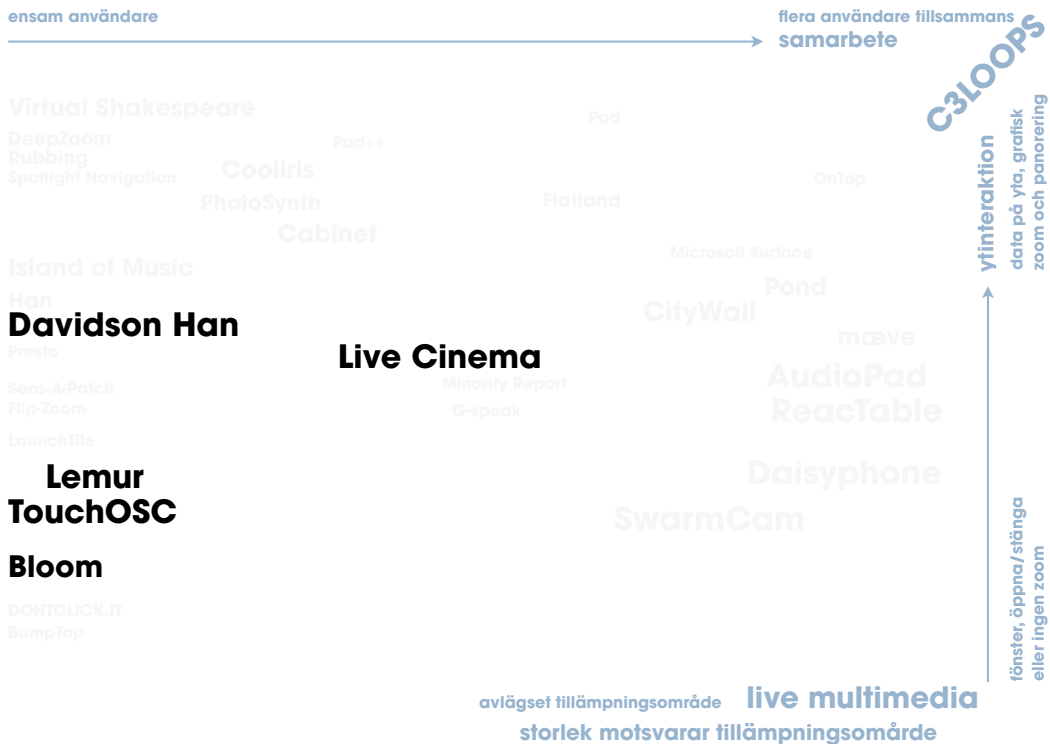 ensam användare
flera användare tillsammans
samarbete
C3LOOPS
Virtual Shakespeare
Pad
DeepZoom
Pad++
Rubbing
Cooliris
Spotlight Navigation
OnTop
PhotoSynth
Flatland
Cabinet
Microsoft Surface
Island of Music
Pond
Han
CityWall
Davidson Han
mæve
Presto
Live Cinema
AudioPad
Sens-A-Patch
Minority Report
Flip-Zoom
G-speak
ReacTable
LaunchTile
Lemur
Daisyphone
TouchOSC
SwarmCam
Bloom
DONTCLICK.IT
BumpTop
ytinteraktion
data på yta, grafisk
zoom och panorering
fönster, öppna/stänga
eller ingen zoom
avlägset tillämpningsområde
live multimedia
storlek motsvarar tillämpningsomårde